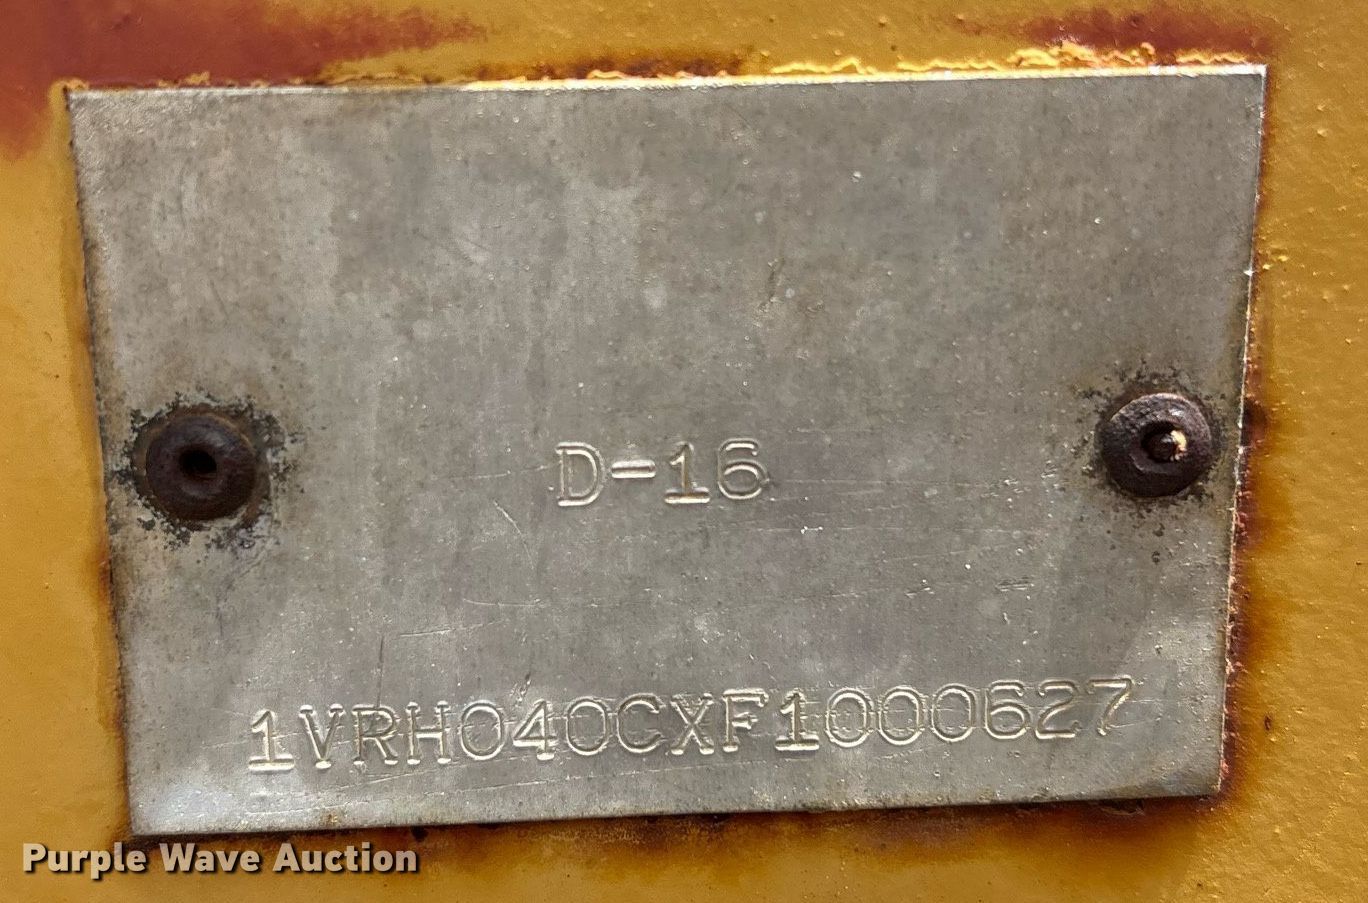 D=16
1VRH040CXF1000627
Purple Wave Auction